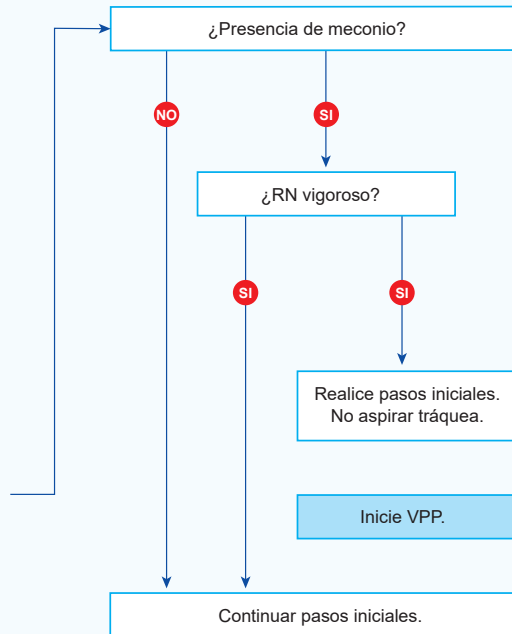 ¿Presencia de meconio?
NO
SI
¿RN vigoroso?
SI
SI
Realice pasos iniciales.
No aspirar tráquea.
Inicie VPP.
Continuar pasos iniciales.